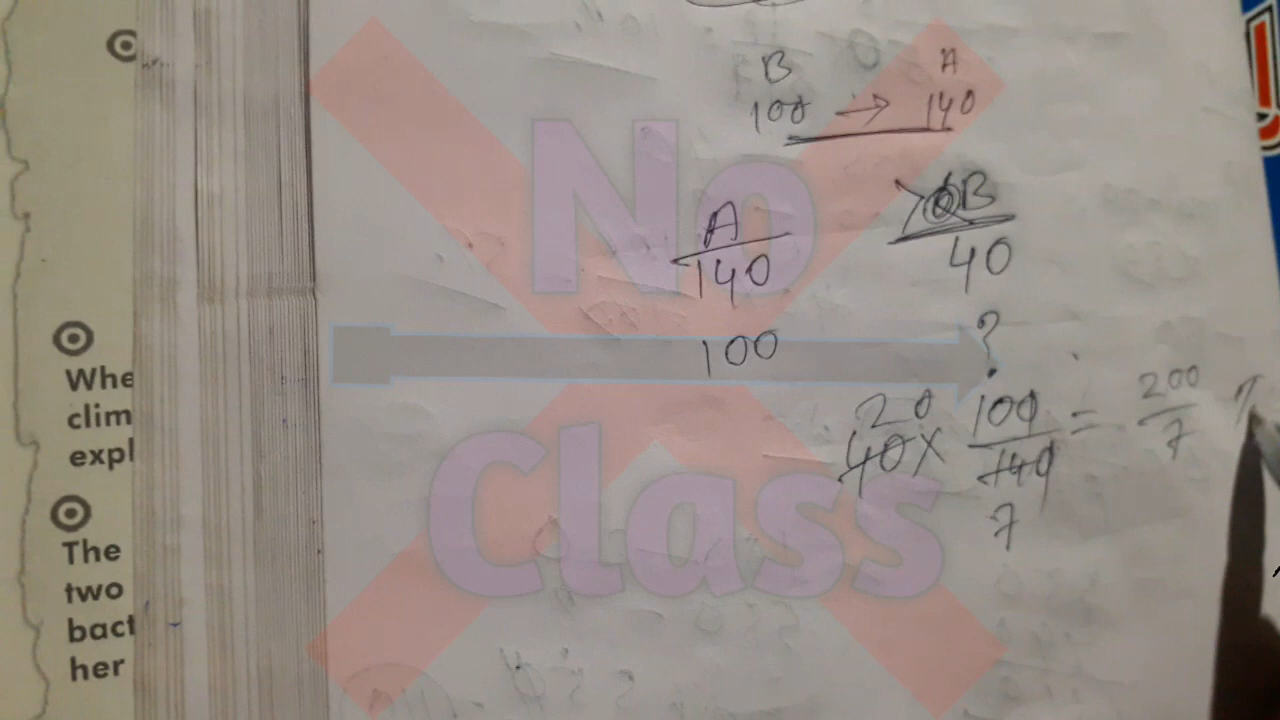 B A
100 → 140
A B
140 40
100 ?
20
40 × 100/140 = 200/7
7
No
Class
Whe
clim
expl
The
two
bact
her